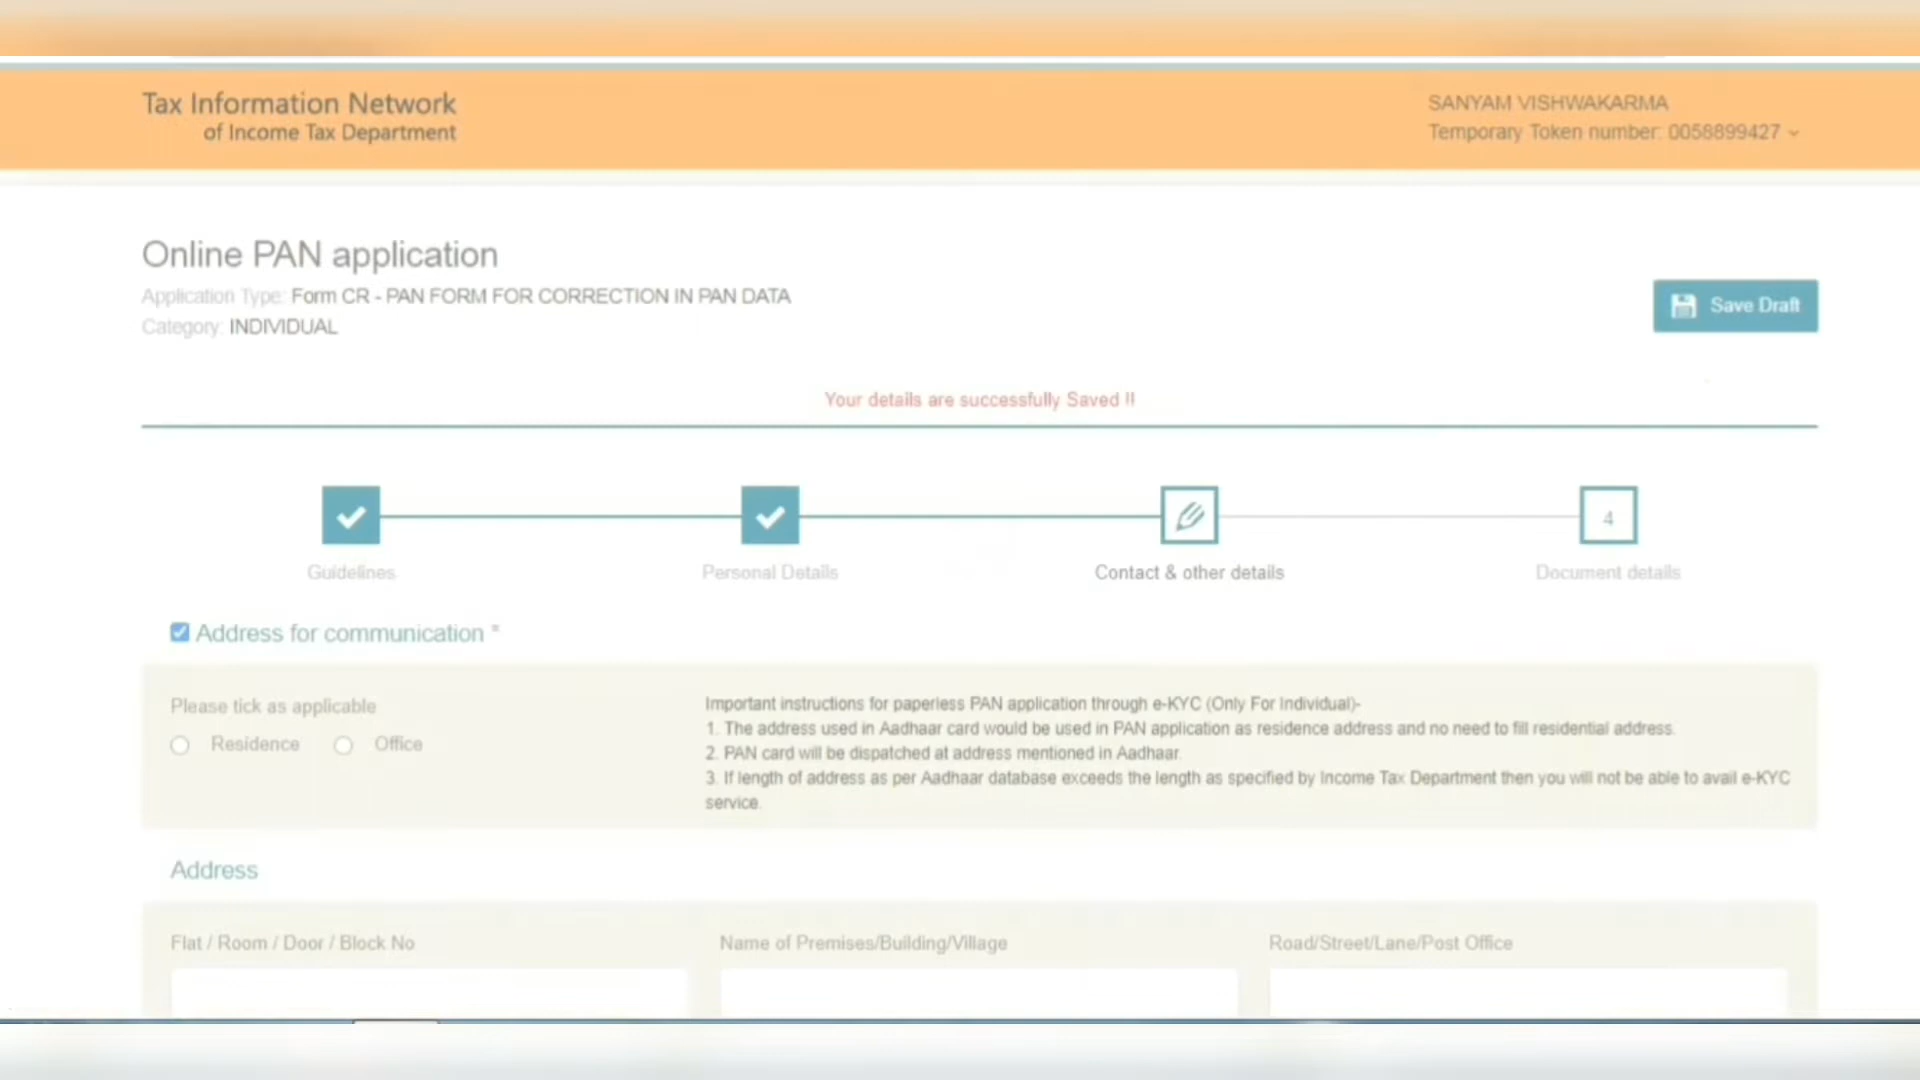 Tax Information Network
of Income Tax Department
SANYAM VISHWAKARMA
Temporary Token number: 0058899427
Online PAN application
Application Type: Form CR - PAN FORM FOR CORRECTION IN PAN DATA
Category: INDIVIDUAL
Save Draft
Your details are successfully Saved !!
4
Guidelines
Personal Details
Contact & other details
Document details
Address for communication *
Please tick as applicable
Residence
Office
Important instructions for paperless PAN application through e-KYC (Only For Individual)-
1. The address used in Aadhaar card would be used in PAN application as residence address and no need to fill residential address.
2. PAN card will be dispatched at address mentioned in Aadhaar.
3. If length of address as per Aadhaar database exceeds the length as specified by Income Tax Department then you will not be able to avail e-KYC
service.
Address
Flat / Room / Door / Block No
Name of Premises/Building/Village
Road/Street/Lane/Post Office